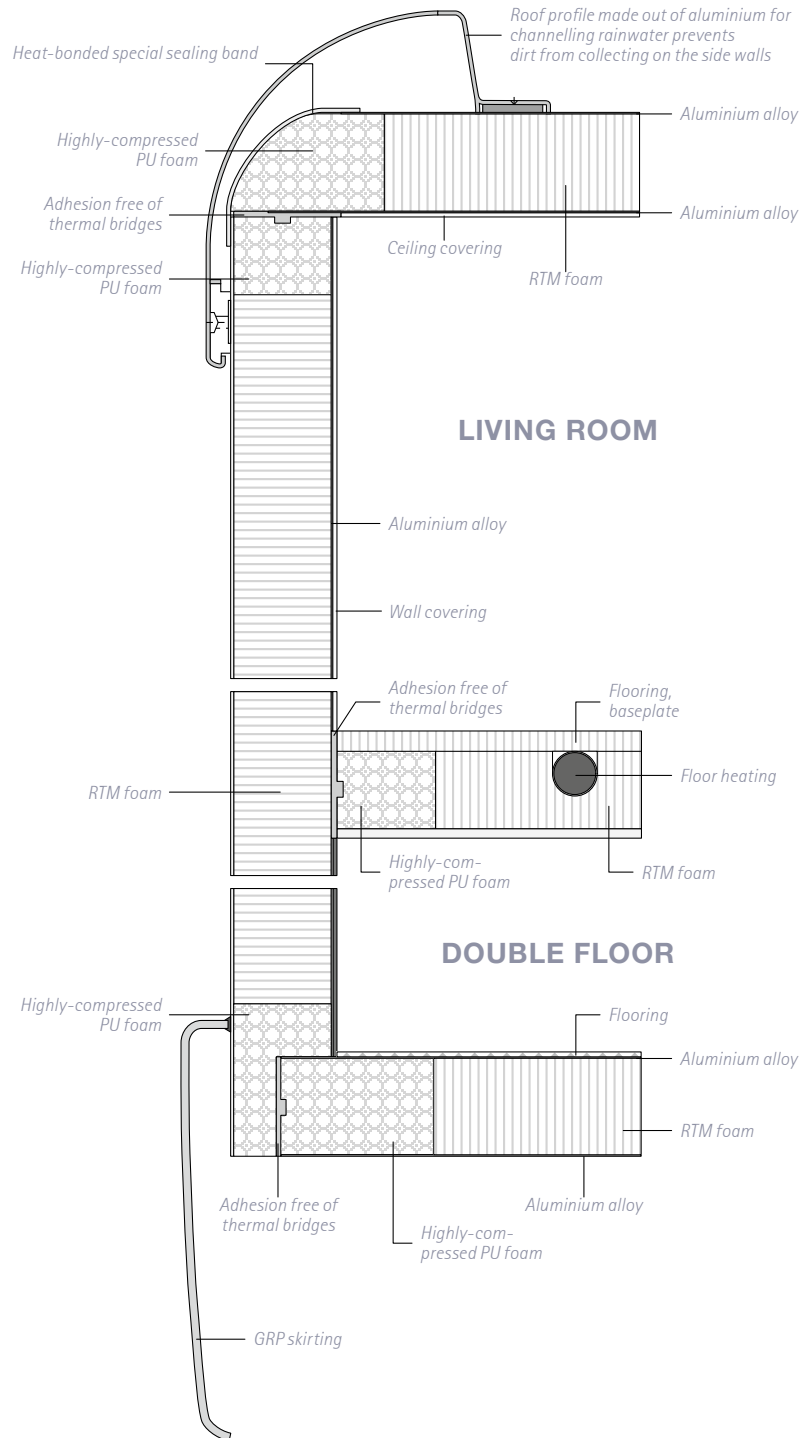 Roof profile made out of aluminium for
channelling rainwater prevents
dirt from collecting on the side walls
Heat-bonded special sealing band
Aluminium alloy
Highly-compressed
PU foam
Adhesion free of
thermal bridges
Aluminium alloy
Ceiling covering
Highly-compressed
PU foam
RTM foam
LIVING ROOM
Aluminium alloy
Wall covering
Adhesion free of
thermal bridges
Flooring,
baseplate
Floor heating
RTM foam
Highly-com-
pressed PU foam
RTM foam
DOUBLE FLOOR
Highly-compressed
PU foam
Flooring
Aluminium alloy
RTM foam
Adhesion free of
thermal bridges
Aluminium alloy
Highly-com-
pressed PU foam
GRP skirting